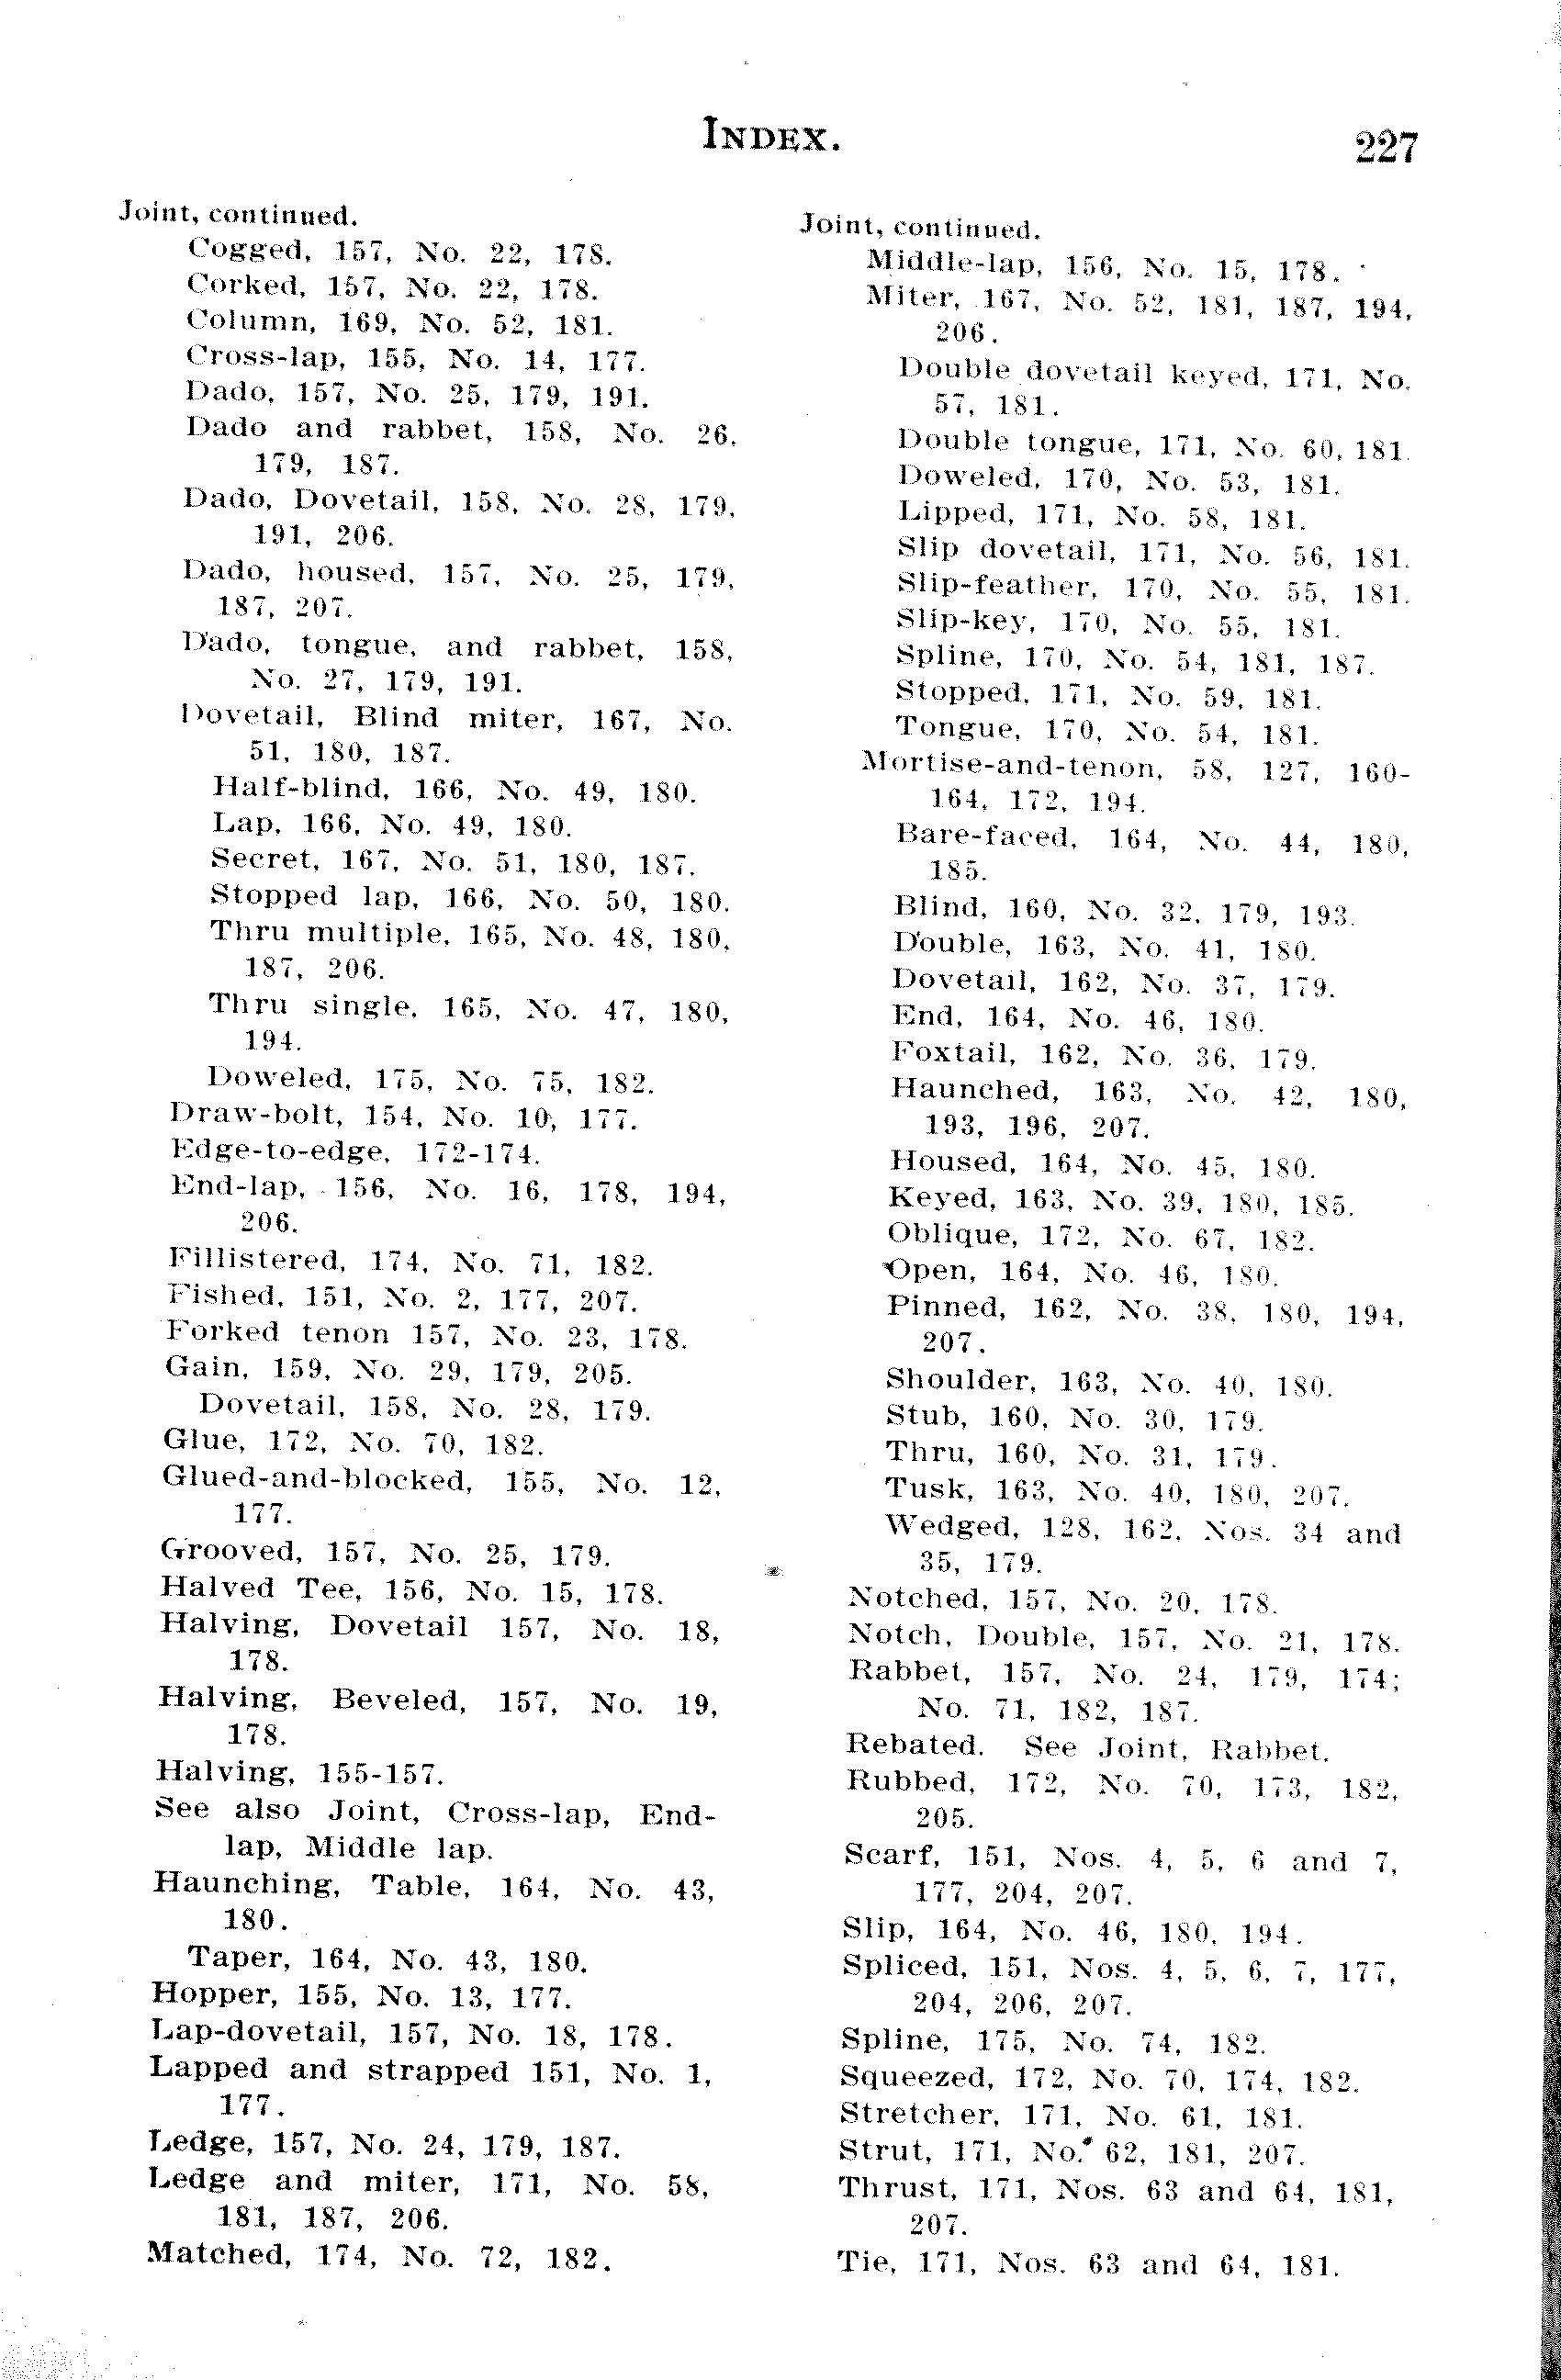 INDEX.
227
Joint, continued.
Cogged, 157, No. 22, 178.
Corked, 157, No. 22, 178.
Column, 169, No. 52, 181.
Cross-lap, 155, No. 14, 177.
Dado, 157, No. 25, 179, 191.
Dado and rabbet, 158, No. 26,
179, 187.
Dado, Dovetail, 158, No. 28, 179,
191, 206.
Dado, housed, 157, No. 25, 179,
187, 207.
Dado, tongue, and rabbet, 158,
No. 27, 179, 191.
Dovetail, Blind miter, 167, No.
51, 180, 187.
Half-blind, 166, No. 49, 180.
Lap, 166, No. 49, 180.
Secret, 167, No. 51, 180, 187.
Stopped lap, 166, No. 50, 180.
Thru multiple, 165, No. 48, 180,
187, 206.
Thru single, 165, No. 47, 180,
194.
Doweled, 175, No. 75, 182.
Draw-bolt, 154, No. 10, 177.
Edge-to-edge, 172-174.
End-lap, 156, No. 16, 178, 194,
206.
Fillistered, 174, No. 71, 182.
Fished, 151, No. 2, 177, 207.
Forked tenon 157, No. 23, 178.
Gain, 159, No. 29, 179, 205.
Dovetail, 158, No. 28, 179.
Glue, 172, No. 70, 182.
Glued-and-blocked, 155, No. 12,
177.
Grooved, 157, No. 25, 179.
Halved Tee, 156, No. 15, 178.
Halving, Dovetail 157, No. 18,
178.
Halving, Beveled, 157, No. 19,
178.
Halving, 155-157.
See also Joint, Cross-lap, End-
lap, Middle lap.
Haunching, Table, 164, No. 43,
180.
Taper, 164, No. 43, 180.
Hopper, 155, No. 13, 177.
Lap-dovetail, 157, No. 18, 178.
Lapped and strapped 151, No. 1,
177.
Ledge, 157, No. 24, 179, 187.
Ledge and miter, 171, No. 58,
181, 187, 206.
Matched, 174, No. 72, 182.
Joint, continued.
Middle-lap, 156, No. 15, 178.
Miter, 167, No. 52, 181, 187, 194,
206.
Double dovetail keyed, 171, No.
57, 181.
Double tongue, 171, No. 60, 181.
Doweled, 170, No. 53, 181.
Lipped, 171, No. 58, 181.
Slip dovetail, 171, No. 56, 181.
Slip-feather, 170, No. 55, 181.
Slip-key, 170, No. 55, 181.
Spline, 170, No. 54, 181, 187.
Stopped, 171, No. 59, 181.
Tongue, 170, No. 54, 181.
Mortise-and-tenon, 58, 127, 160-
164, 172, 194.
Bare-faced, 164, No. 44, 180,
185.
Blind, 160, No. 32, 179, 193.
Double, 163, No. 41, 180.
Dovetail, 162, No. 37, 179.
End, 164, No. 46, 180.
Foxtail, 162, No. 36, 179.
Haunched, 163, No. 42, 180,
193, 196, 207.
Housed, 164, No. 45, 180.
Keyed, 163, No. 39, 180, 185.
Oblique, 172, No. 67, 182.
Open, 164, No. 46, 180.
Pinned, 162, No. 38, 180, 194,
207.
Shoulder, 163, No. 40, 180.
Stub, 160, No. 30, 179.
Thru, 160, No. 31, 179.
Tusk, 163, No. 40, 180, 207.
Wedged, 128, 162, Nos. 34 and
35, 179.
Notched, 157, No. 20, 178.
Notch, Double, 157, No. 21, 178.
Rabbet, 157, No. 24, 179, 174;
No. 71, 182, 187.
Rebated. See Joint, Rabbet.
Rubbed, 172, No. 70, 173, 182,
205.
Scarf, 151, Nos. 4, 5, 6 and 7,
177, 204, 207.
Slip, 164, No. 46, 180, 194.
Spliced, 151, Nos. 4, 5, 6, 7, 177,
204, 206, 207.
Spline, 175, No. 74, 182.
Squeezed, 172, No. 70, 174, 182.
Stretcher, 171, No. 61, 181.
Strut, 171, No. 62, 181, 207.
Thrust, 171, Nos. 63 and 64, 181,
207.
Tie, 171, Nos. 63 and 64, 181.